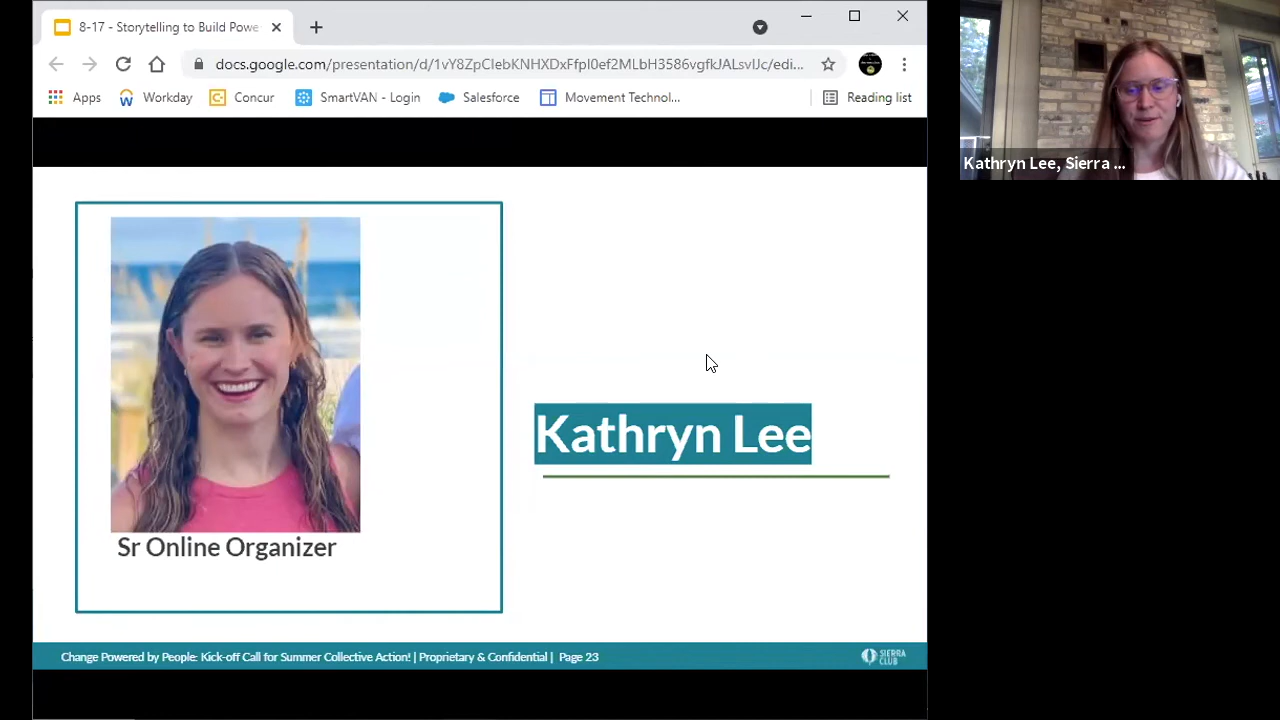 8-17 - Storytelling to Build Powe
docs.google.com/presentation/d/1vY8ZpClebKNHXDxFfpI0ef2MLbH3586vgfkJALsvIJc/edi...
Apps Workday Concur SmartVAN - Login Salesforce Movement Technol... Reading list
Kathryn Lee, Sierra ...
Kathryn Lee
Sr Online Organizer
Change Powered by People: Kick-off Call for Summer Collective Action! | Proprietary & Confidential | Page 23
SIERRA
CLUB